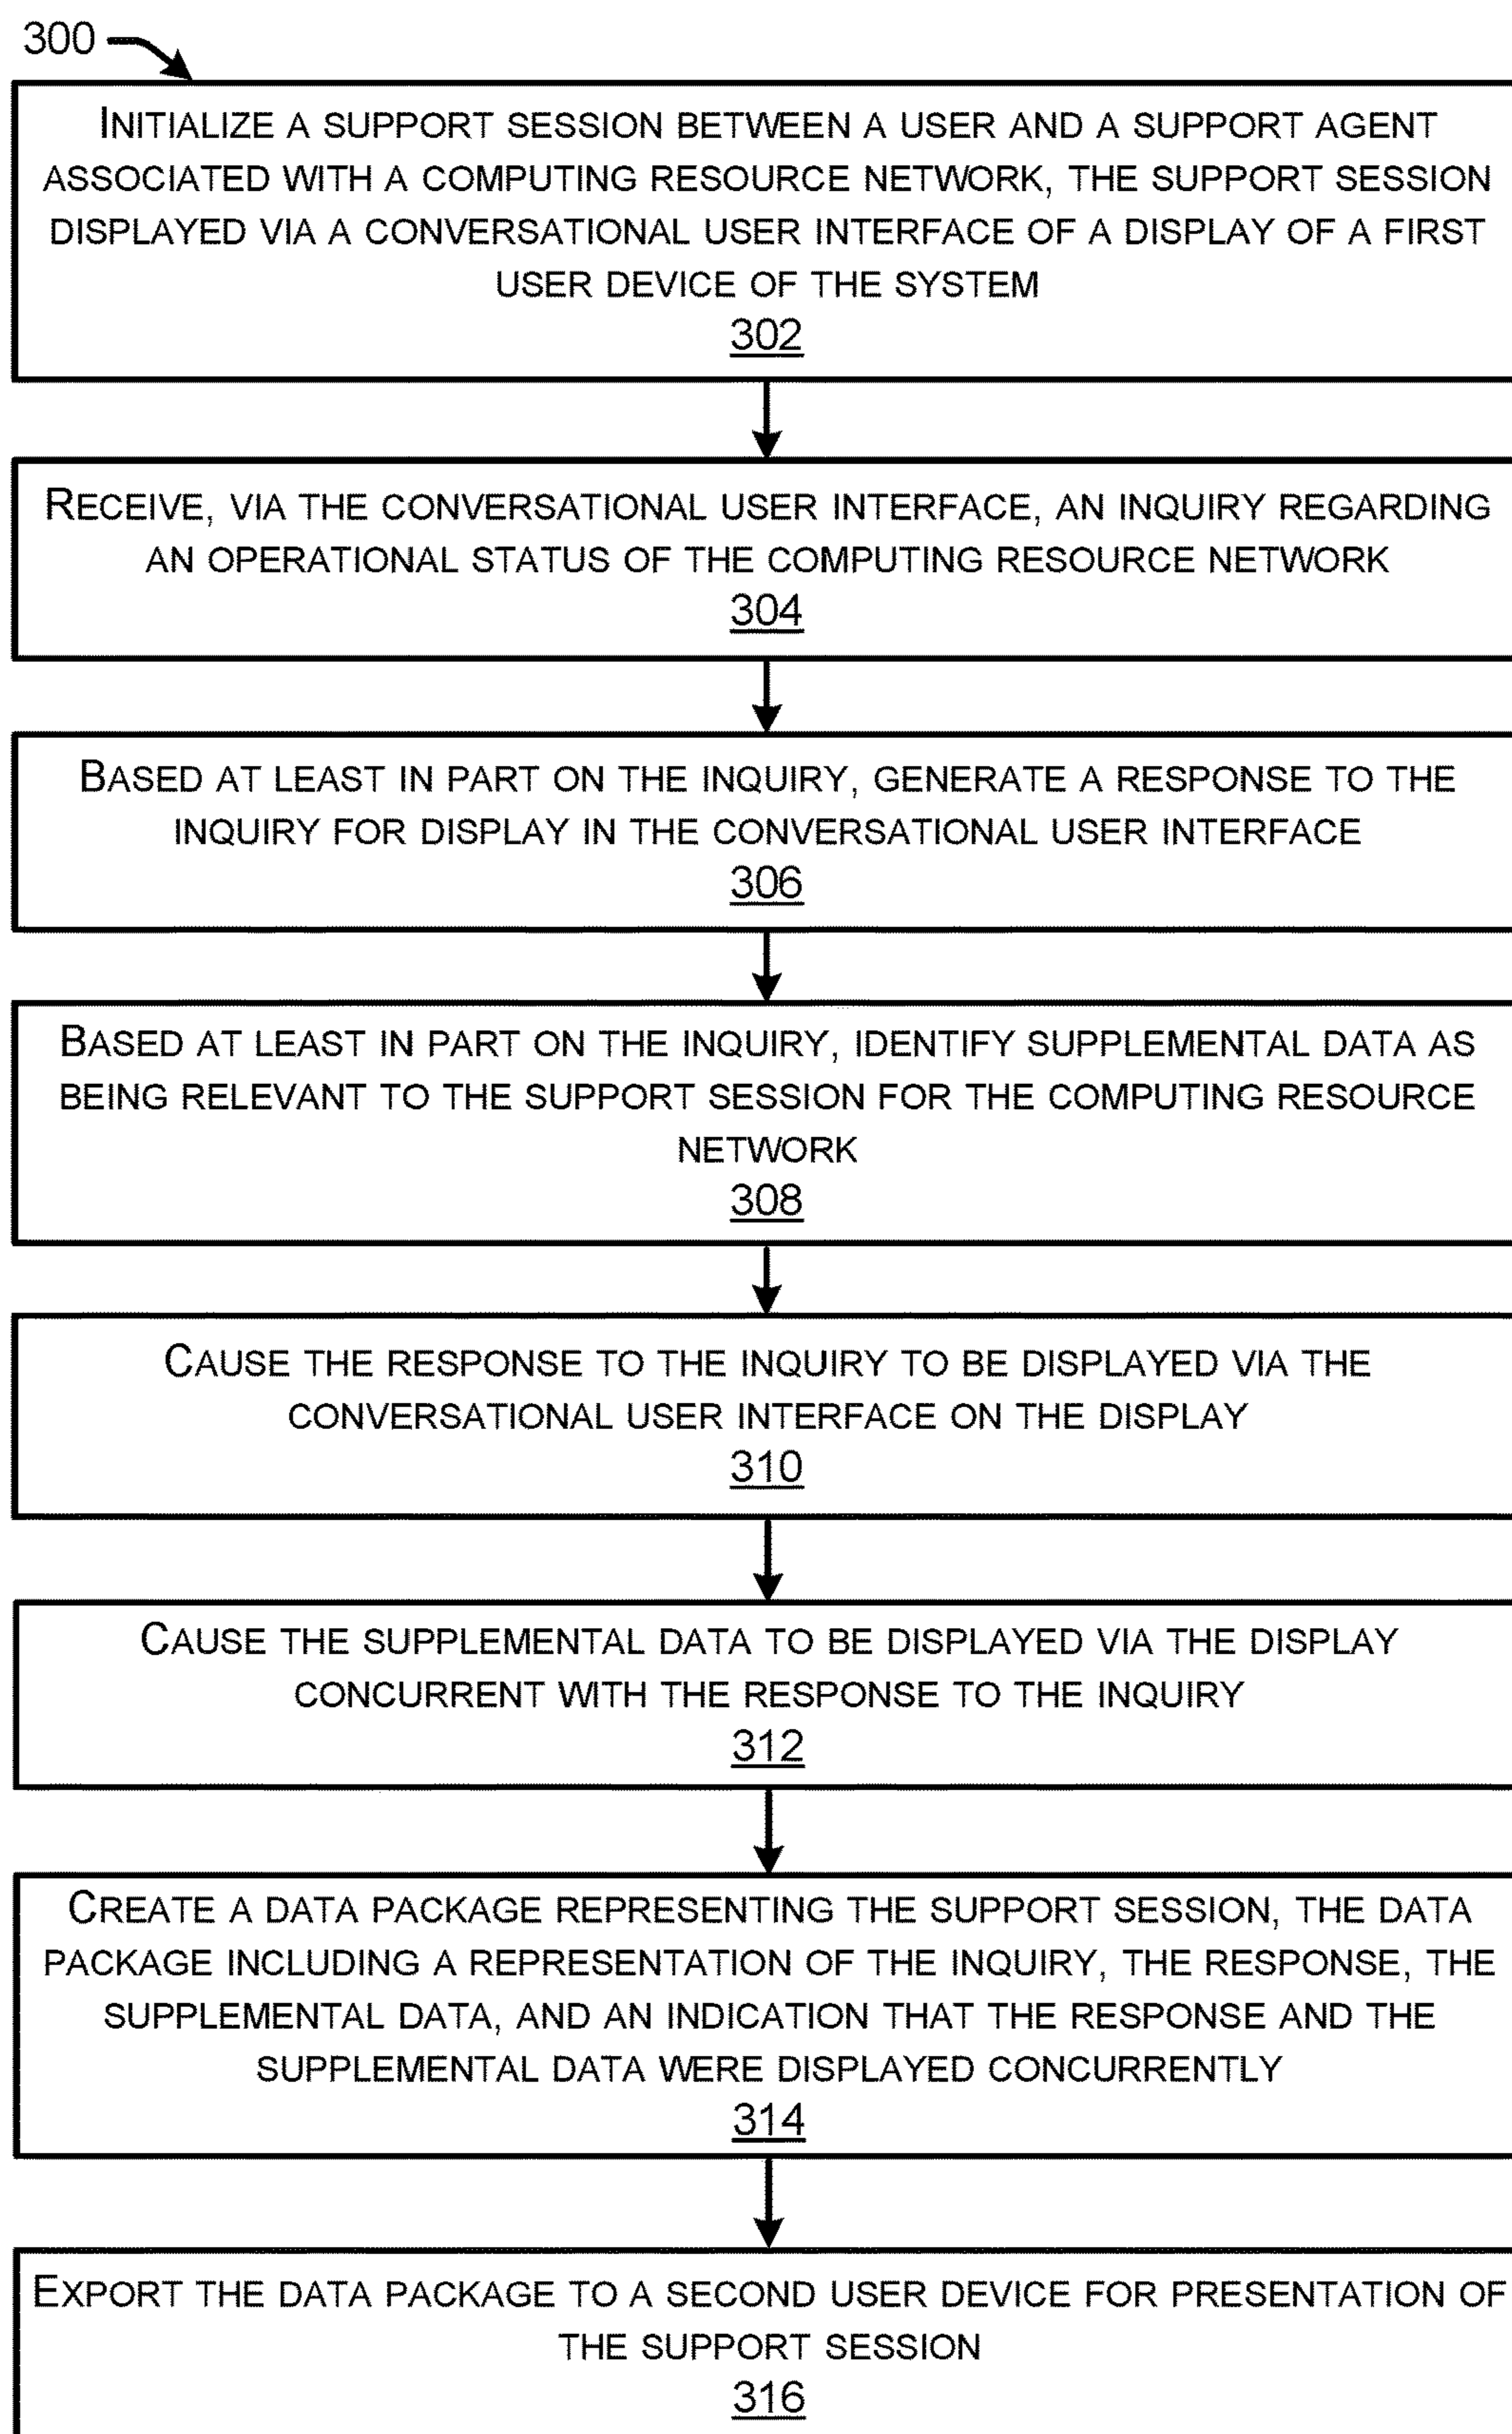 300
INITIALIZE A SUPPORT SESSION BETWEEN A USER AND A SUPPORT AGENT
ASSOCIATED WITH A COMPUTING RESOURCE NETWORK, THE SUPPORT SESSION
DISPLAYED VIA A CONVERSATIONAL USER INTERFACE OF A DISPLAY OF A FIRST
USER DEVICE OF THE SYSTEM
302
RECEIVE, VIA THE CONVERSATIONAL USER INTERFACE, AN INQUIRY REGARDING
AN OPERATIONAL STATUS OF THE COMPUTING RESOURCE NETWORK
304
BASED AT LEAST IN PART ON THE INQUIRY, GENERATE A RESPONSE TO THE
INQUIRY FOR DISPLAY IN THE CONVERSATIONAL USER INTERFACE
306
BASED AT LEAST IN PART ON THE INQUIRY, IDENTIFY SUPPLEMENTAL DATA AS
BEING RELEVANT TO THE SUPPORT SESSION FOR THE COMPUTING RESOURCE
NETWORK
308
CAUSE THE RESPONSE TO THE INQUIRY TO BE DISPLAYED VIA THE
CONVERSATIONAL USER INTERFACE ON THE DISPLAY
310
CAUSE THE SUPPLEMENTAL DATA TO BE DISPLAYED VIA THE DISPLAY
CONCURRENT WITH THE RESPONSE TO THE INQUIRY
312
CREATE A DATA PACKAGE REPRESENTING THE SUPPORT SESSION, THE DATA
PACKAGE INCLUDING A REPRESENTATION OF THE INQUIRY, THE RESPONSE, THE
SUPPLEMENTAL DATA, AND AN INDICATION THAT THE RESPONSE AND THE
SUPPLEMENTAL DATA WERE DISPLAYED CONCURRENTLY
314
EXPORT THE DATA PACKAGE TO A SECOND USER DEVICE FOR PRESENTATION OF
THE SUPPORT SESSION
316